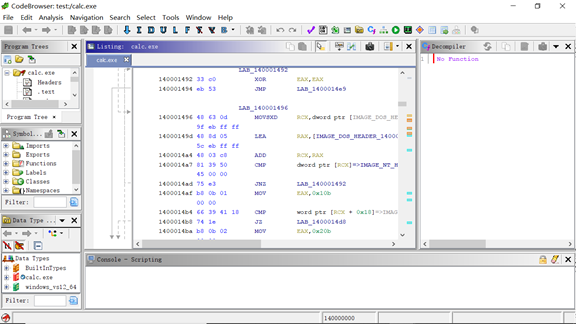 CodeBrowser: test:/calc.exe
File Edit Analysis Navigation Search Select Tools Window Help
Program Trees
calc.exe
Headers
.text
Program Tree
Symbol...
Imports
Exports
Functions
Labels
Classes
Namespaces
Filter:
Data Type ...
Data Types
BuiltInTypes
calc.exe
windows_vs12_64
Filter:
Listing: calc.exe
calc.exe
LAB_140001492
140001492 33 c0 XOR EAX,EAX
140001494 eb 53 JMP LAB_1400014e9
LAB_140001496
140001496 48 63 0d MOVSXD RCX,dword ptr [IMAGE_DOS_HE
9f eb ff ff
14000149d 48 8d 05 LEA RAX,[IMAGE_DOS_HEADER_14000
5c eb ff ff
1400014a4 48 03 c8 ADD RCX,RAX
1400014a7 81 39 50 CMP dword ptr [RCX]=>IMAGE_NT_H
45 00 00
1400014ad 75 e3 JNZ LAB_140001492
1400014af b8 0b 01 MOV EAX,0x10b
00 00
1400014b4 66 39 41 18 CMP word ptr [RCX + 0x18]=>IMA
1400014b8 74 1e JZ LAB_1400014d8
1400014ba b8 0b 02 MOV EAX,0x20b
Decompiler
1 No Function
Console - Scripting
140000000